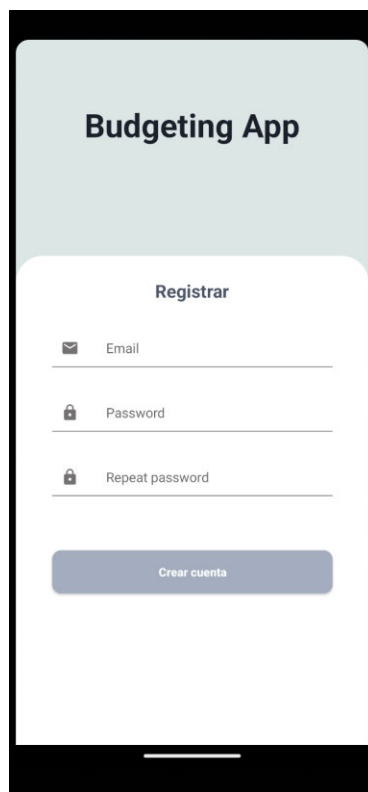 Budgeting App
Registrar
Email
Password
Repeat password
Crear cuenta